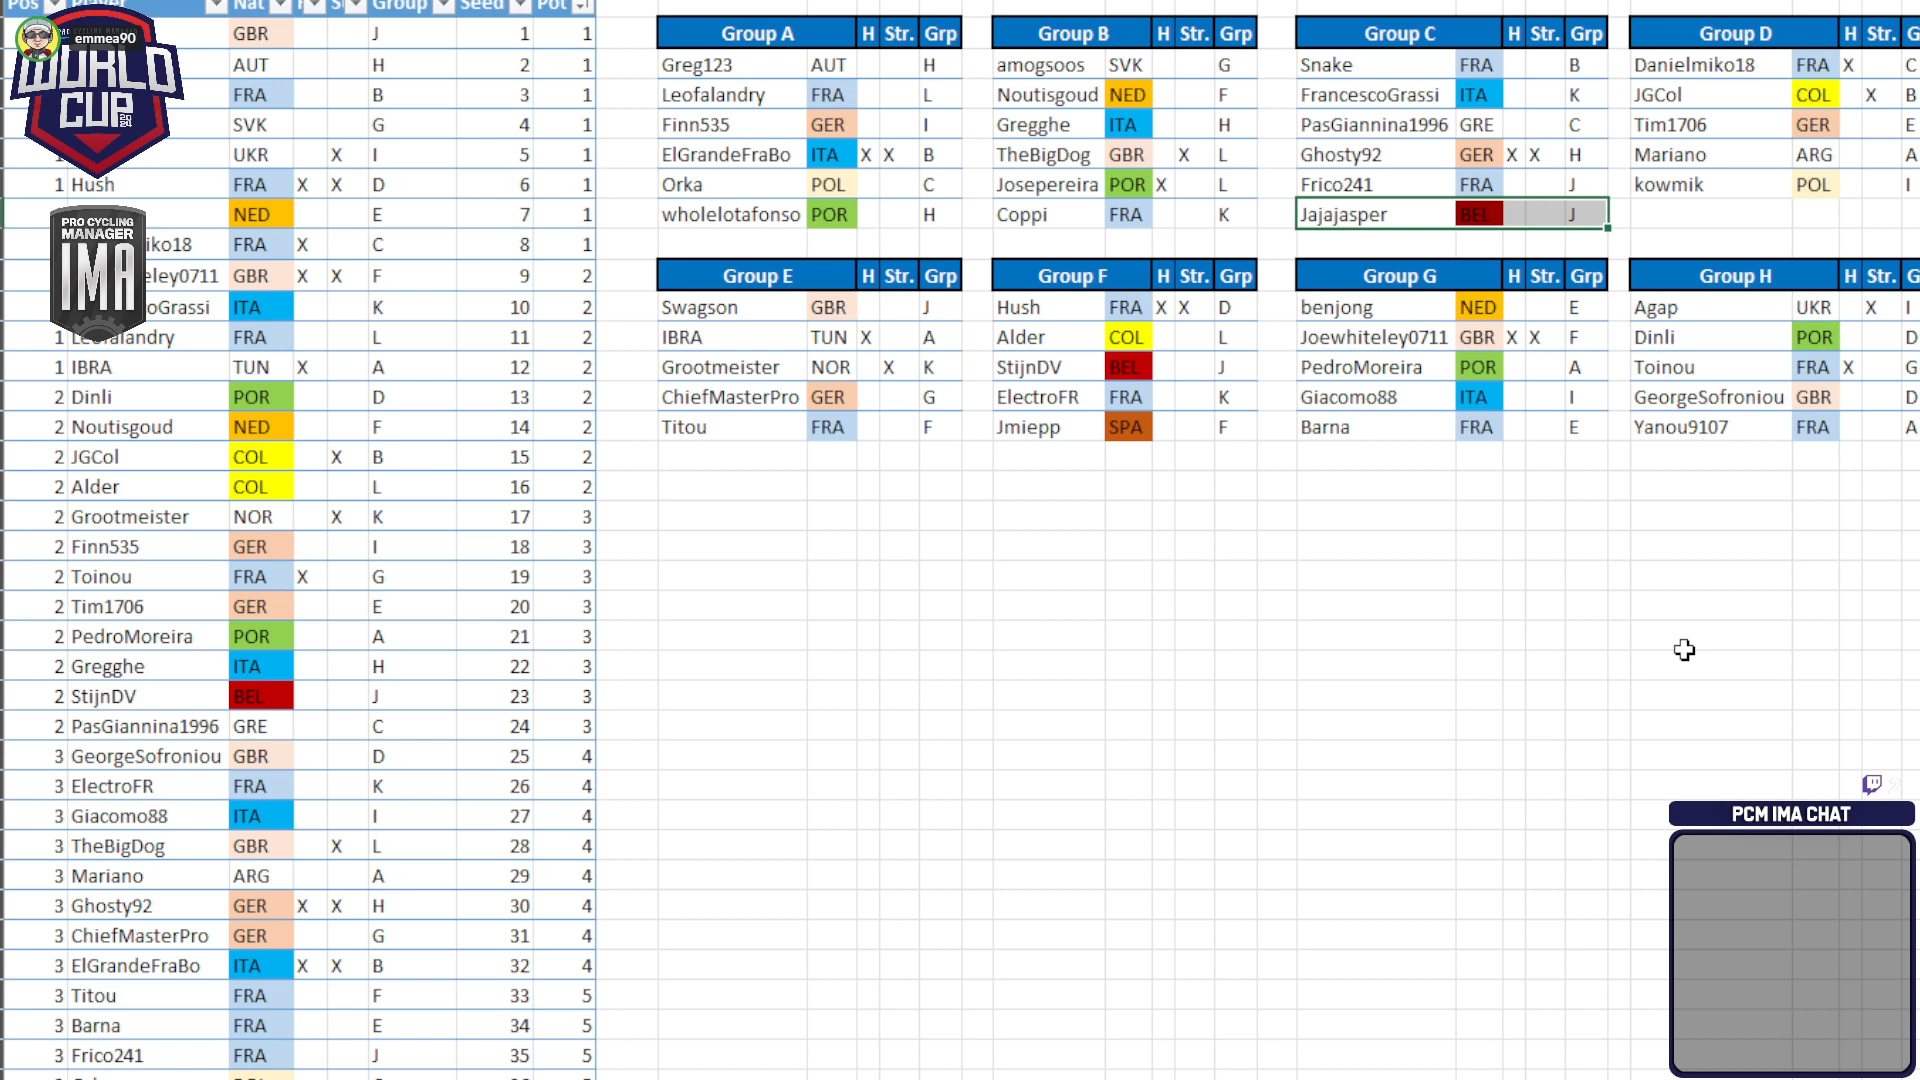 Pos Player Nat Group Seed Pot
emmea90
WORLD CUP
PRO CYCLING MANAGER IMA
GBR J 1 1
AUT H 2 1
FRA B 3 1
SVK G 4 1
UKR X I 5 1
1 Hush FRA X X D 6 1
NED E 7 1
iko18 FRA X C 8 1
eley0711 GBR X X F 9 2
oGrassi ITA K 10 2
1 Leofalandry FRA L 11 2
1 IBRA TUN X A 12 2
2 Dinli POR D 13 2
2 Noutisgoud NED F 14 2
2 JGCol COL X B 15 2
2 Alder COL L 16 2
2 Grootmeister NOR X K 17 3
2 Finn535 GER I 18 3
2 Toinou FRA X G 19 3
2 Tim1706 GER E 20 3
2 PedroMoreira POR A 21 3
2 Gregghe ITA H 22 3
2 StijnDV BEL J 23 3
2 PasGiannina1996 GRE C 24 3
3 GeorgeSofroniou GBR D 25 4
3 ElectroFR FRA K 26 4
3 Giacomo88 ITA I 27 4
3 TheBigDog GBR X L 28 4
3 Mariano ARG A 29 4
3 Ghosty92 GER X X H 30 4
3 ChiefMasterPro GER G 31 4
3 ElGrandeFraBo ITA X X B 32 4
3 Titou FRA F 33 5
3 Barna FRA E 34 5
3 Frico241 FRA J 35 5
Group A H Str. Grp
Greg123 AUT H
Leofalandry FRA L
Finn535 GER I
ElGrandeFraBo ITA X X B
Orka POL C
wholelotafonso POR H
Group B H Str. Grp
amogsoos SVK G
Noutisgoud NED F
Gregghe ITA H
TheBigDog GBR X L
Josepereira POR X L
Coppi FRA K
Group C H Str. Grp
Snake FRA B
FrancescoGrassi ITA K
PasGiannina1996 GRE C
Ghosty92 GER X X H
Frico241 FRA J
Jajajasper BEL J
Group D H Str. G
Danielmiko18 FRA X C
JGCol COL X B
Tim1706 GER E
Mariano ARG A
kowmik POL I
Group E H Str. Grp
Swagson GBR J
IBRA TUN X A
Grootmeister NOR X K
ChiefMasterPro GER G
Titou FRA F
Group F H Str. Grp
Hush FRA X X D
Alder COL L
StijnDV BEL J
ElectroFR FRA K
Jmiepp SPA F
Group G H Str. Grp
benjong NED E
Joewhiteley0711 GBR X X F
PedroMoreira POR A
Giacomo88 ITA I
Barna FRA E
Group H H Str. G
Agap UKR X I
Dinli POR D
Toinou FRA X G
GeorgeSofroniou GBR D
Yanou9107 FRA A
PCM IMA CHAT